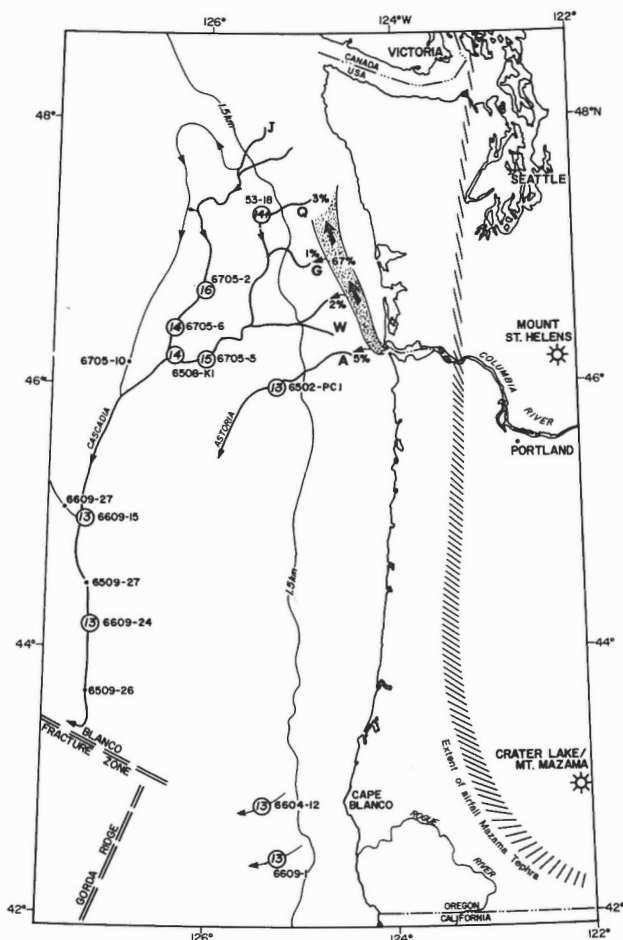 126°
124°W
122°
VICTORIA
CANADA
USA
48°
48°N
1.5km
J
SEATTLE
53-18
14
3%
Q
1%
67%
G
6705-2
16
2%
MOUNT
ST. HELENS
14
6705-6
W
14
15
6705-5
6705-10
6508-K1
A
5%
46°
46°
13
6502-PC1
COLUMBIA
RIVER
PORTLAND
CASCADIA
ASTORIA
6609-27
13
6609-15
1.5km
6509-27
13
6609-24
44°
44°
6509-26
BLANCO
FRACTURE
ZONE
CRATER LAKE/
MT. MAZAMA
Extent of airfall Mazama Tephra
13
6604-12
CAPE
BLANCO
GORDA RIDGE
ROGUE
RIVER
13
6609-1
42°
42°
OREGON
CALIFORNIA
126°
124°
122°